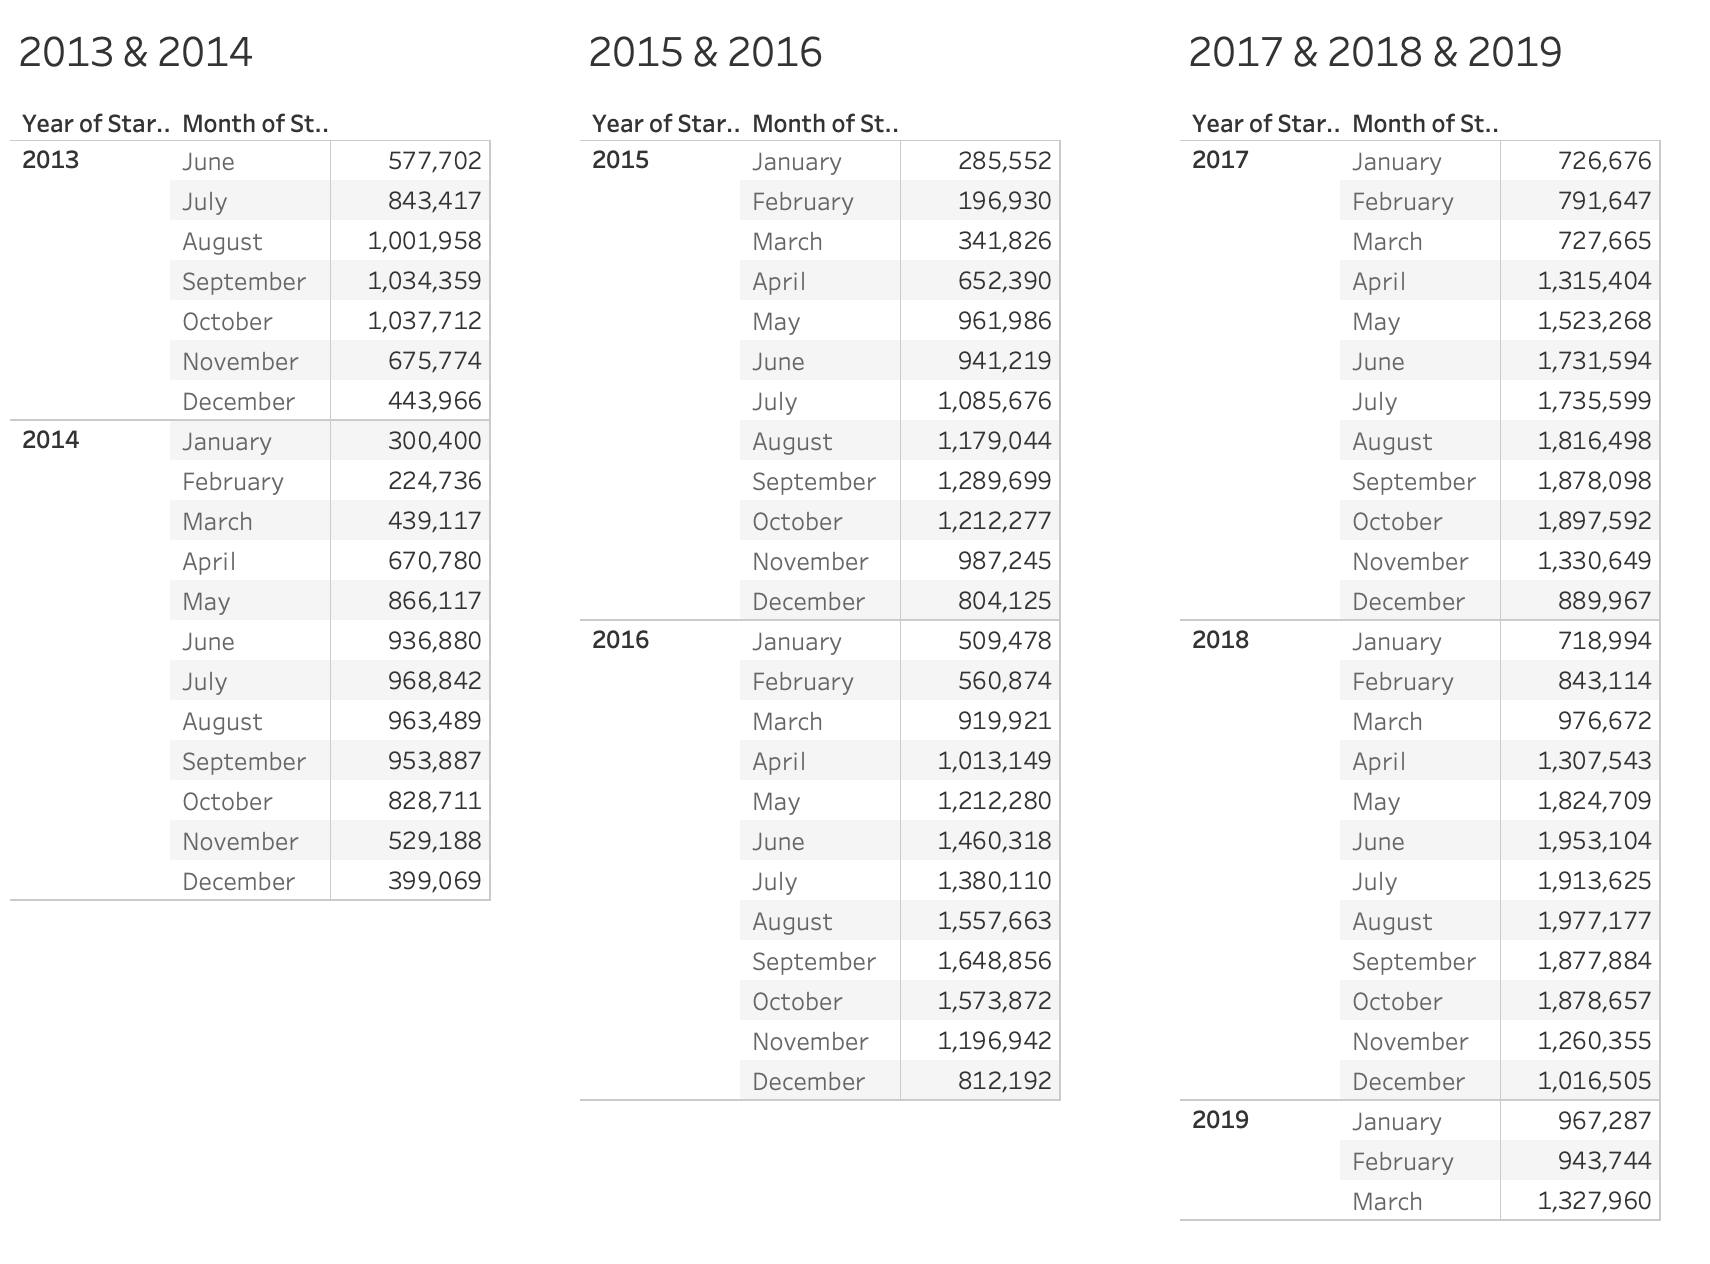 2013 & 2014
Year of Star.. Month of St..
2013 June 577,702
July 843,417
August 1,001,958
September 1,034,359
October 1,037,712
November 675,774
December 443,966
2014 January 300,400
February 224,736
March 439,117
April 670,780
May 866,117
June 936,880
July 968,842
August 963,489
September 953,887
October 828,711
November 529,188
December 399,069
2015 & 2016
Year of Star.. Month of St..
2015 January 285,552
February 196,930
March 341,826
April 652,390
May 961,986
June 941,219
July 1,085,676
August 1,179,044
September 1,289,699
October 1,212,277
November 987,245
December 804,125
2016 January 509,478
February 560,874
March 919,921
April 1,013,149
May 1,212,280
June 1,460,318
July 1,380,110
August 1,557,663
September 1,648,856
October 1,573,872
November 1,196,942
December 812,192
2017 & 2018 & 2019
Year of Star.. Month of St..
2017 January 726,676
February 791,647
March 727,665
April 1,315,404
May 1,523,268
June 1,731,594
July 1,735,599
August 1,816,498
September 1,878,098
October 1,897,592
November 1,330,649
December 889,967
2018 January 718,994
February 843,114
March 976,672
April 1,307,543
May 1,824,709
June 1,953,104
July 1,913,625
August 1,977,177
September 1,877,884
October 1,878,657
November 1,260,355
December 1,016,505
2019 January 967,287
February 943,744
March 1,327,960